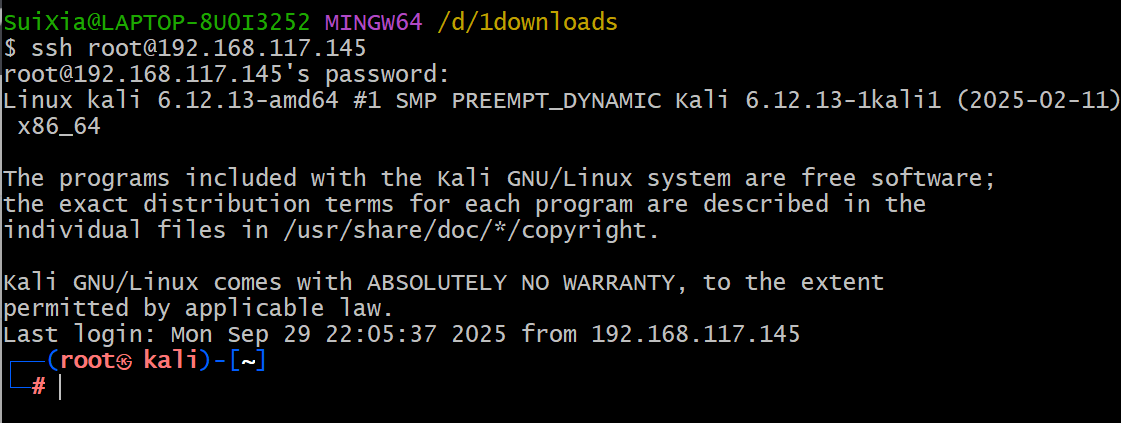 SuiXia@LAPTOP-8U0I3252 MINGW64 /d/1downloads
$ ssh root@192.168.117.145
root@192.168.117.145's password:
Linux kali 6.12.13-amd64 #1 SMP PREEMPT_DYNAMIC Kali 6.12.13-1kali1 (2025-02-11)
 x86_64

The programs included with the Kali GNU/Linux system are free software;
the exact distribution terms for each program are described in the
individual files in /usr/share/doc/*/copyright.

Kali GNU/Linux comes with ABSOLUTELY NO WARRANTY, to the extent
permitted by applicable law.
Last login: Mon Sep 29 22:05:37 2025 from 192.168.117.145
┌──(root㉿ kali)-[~]
└─#